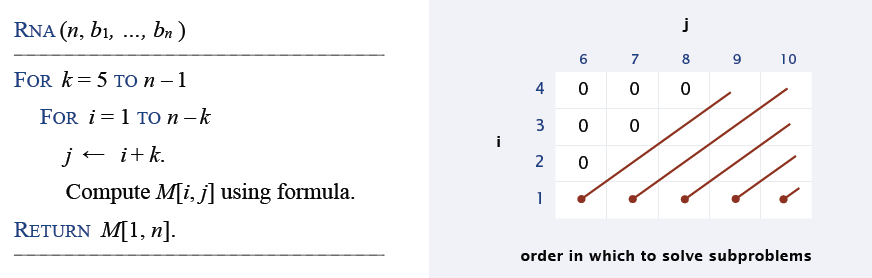 RNA (n, b1, ..., bn )
FOR k = 5 TO n – 1
FOR i = 1 TO n – k
j ← i + k.
Compute M[i, j] using formula.
RETURN M[1, n].
j
6 7 8 9 10
4 0 0 0
3 0 0
i
2 0
1
order in which to solve subproblems